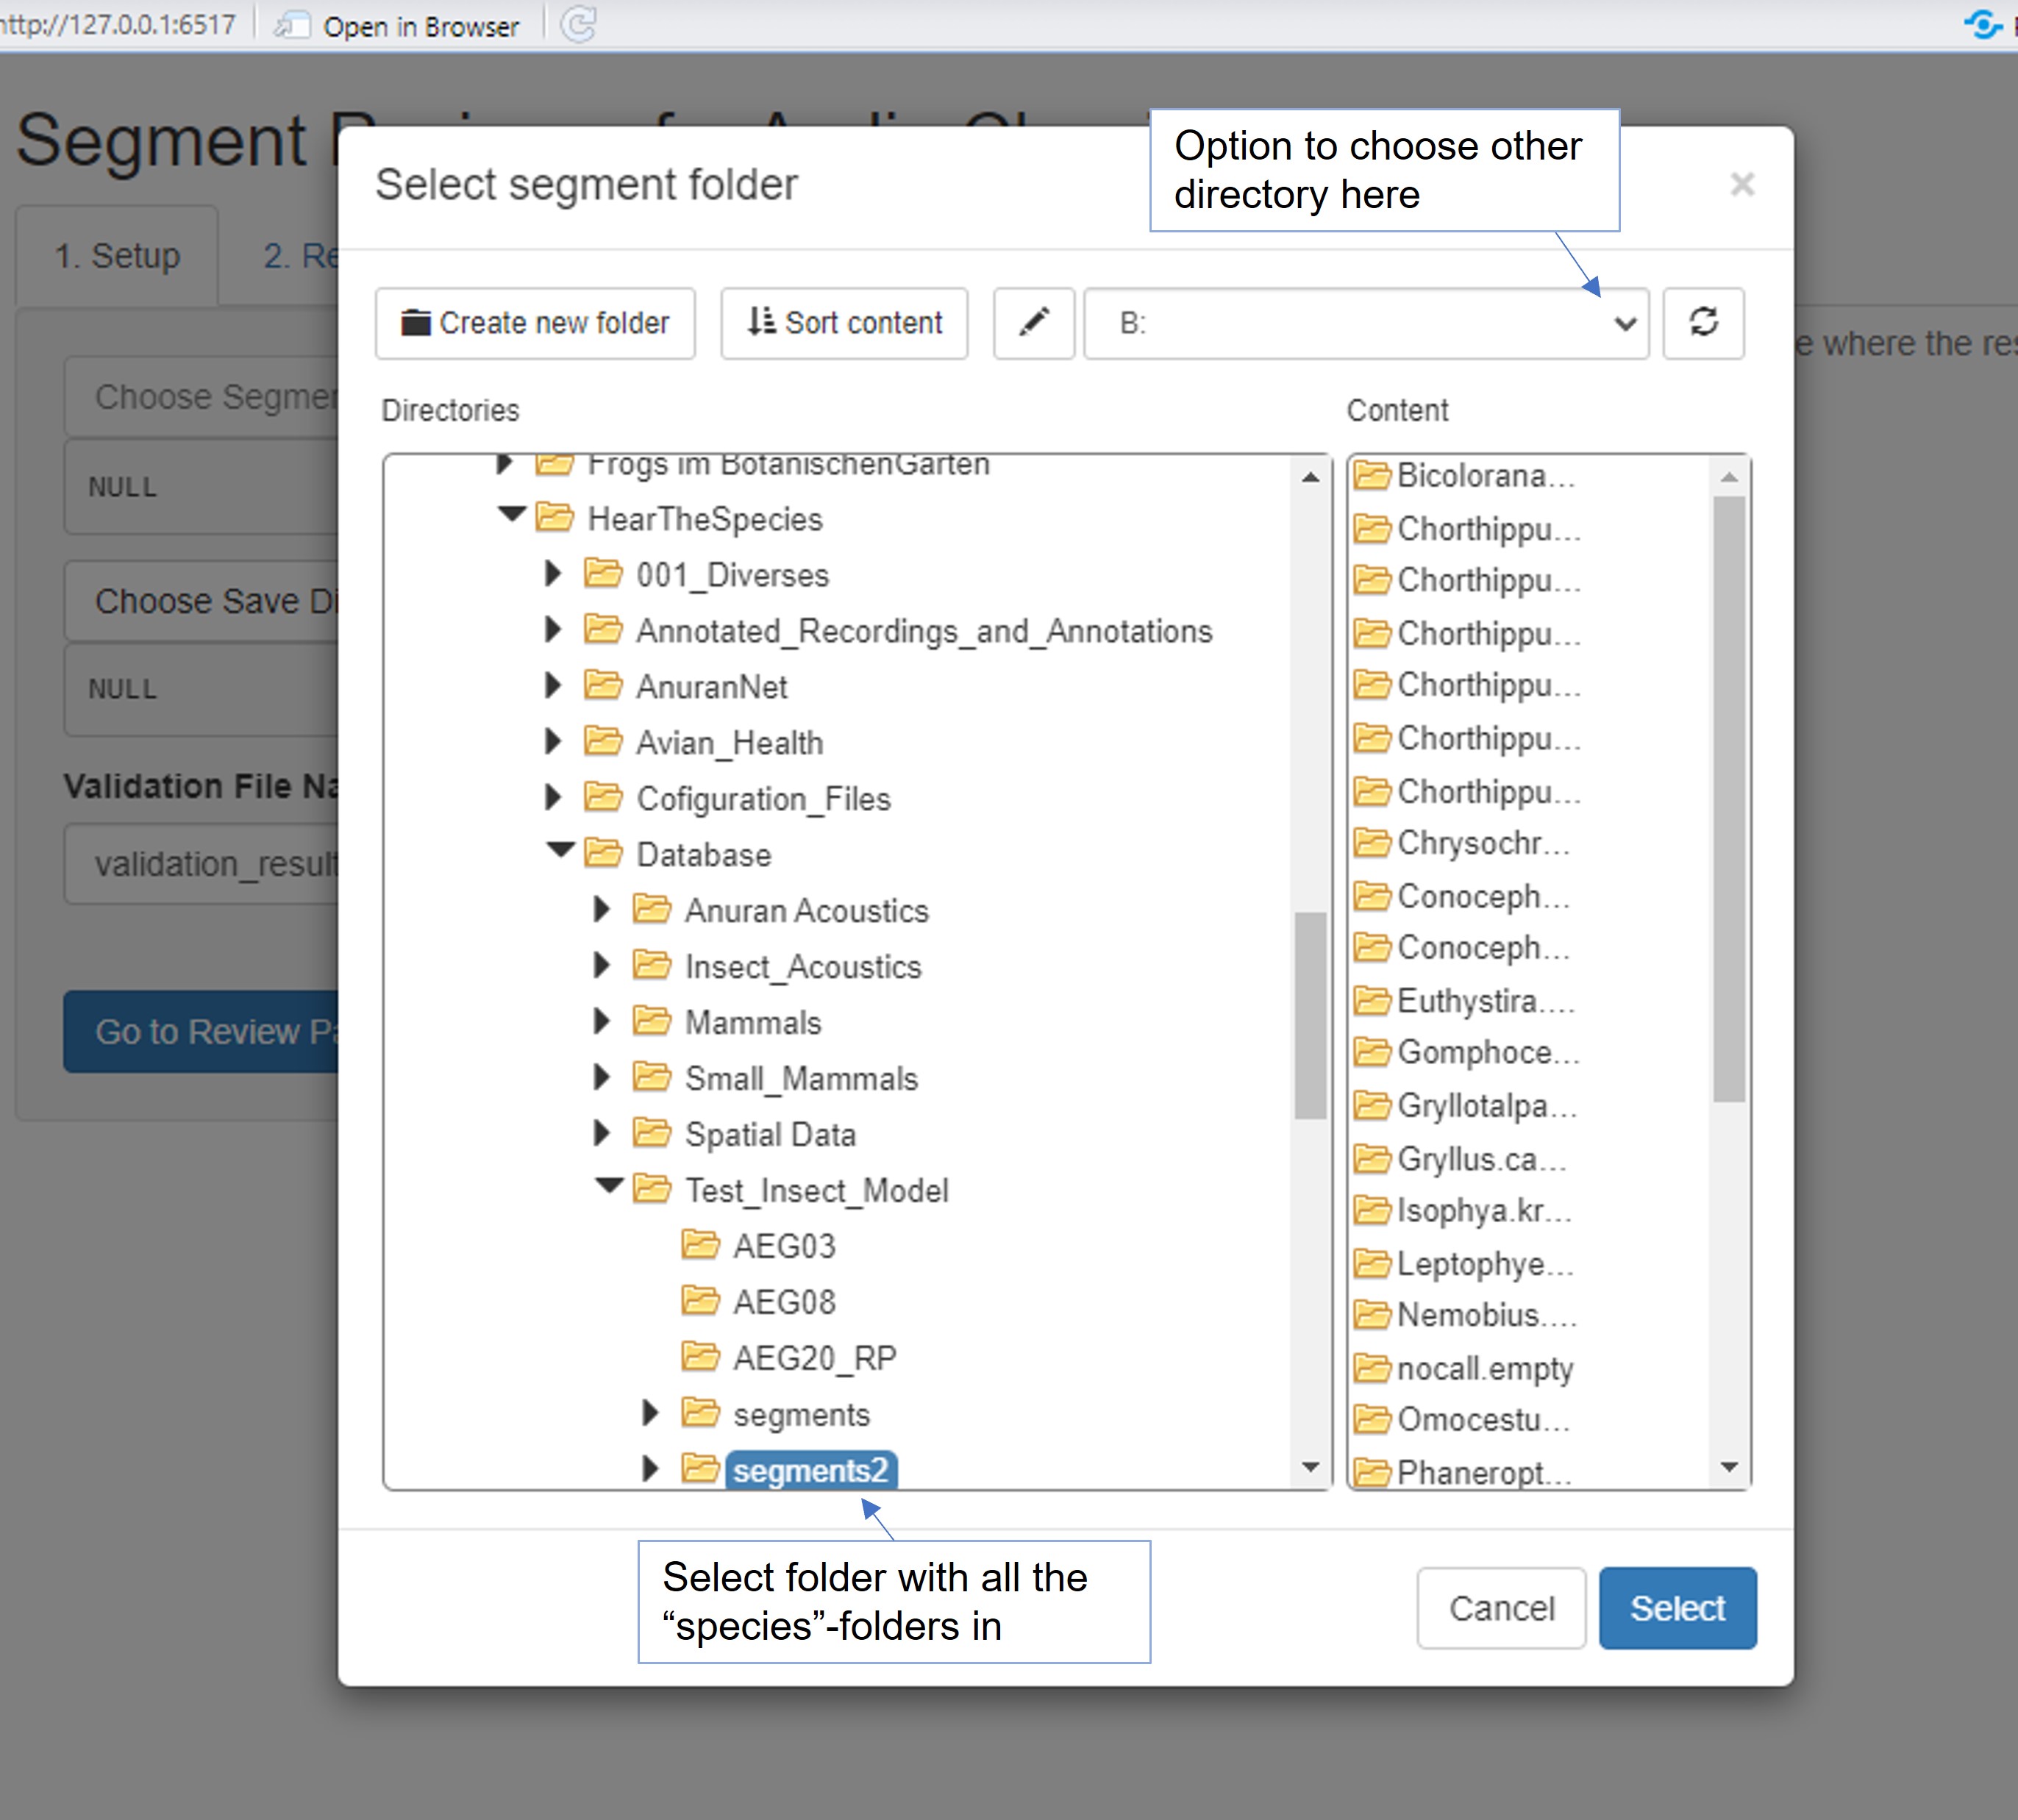 http://127.0.0.1:6517 Open in Browser
Segment
Option to choose other
directory here
Select segment folder
×
1. Setup
2. Re
Create new folder
Sort content
B:
e where the res
Choose Segmen
NULL
Choose Save Di
NULL
Validation File Na
validation_result
Go to Review Pa
Directories
Frogs im BotanischenGarten
HearTheSpecies
001_Diverses
Annotated_Recordings_and_Annotations
AnuranNet
Avian_Health
Cofiguration_Files
Database
Anuran Acoustics
Insect_Acoustics
Mammals
Small_Mammals
Spatial Data
Test_Insect_Model
AEG03
AEG08
AEG20_RP
segments
segments2
Content
Bicolorana...
Chorthippu...
Chorthippu...
Chorthippu...
Chorthippu...
Chorthippu...
Chorthippu...
Chrysochr...
Conoceph...
Conoceph...
Euthystira....
Gomphoce...
Gryllotalpa...
Gryllus.ca...
Isophya.kr...
Leptophye...
Nemobius....
nocall.empty
Omocestu...
Phaneropt...
Select folder with all the
“species”-folders in
Cancel
Select